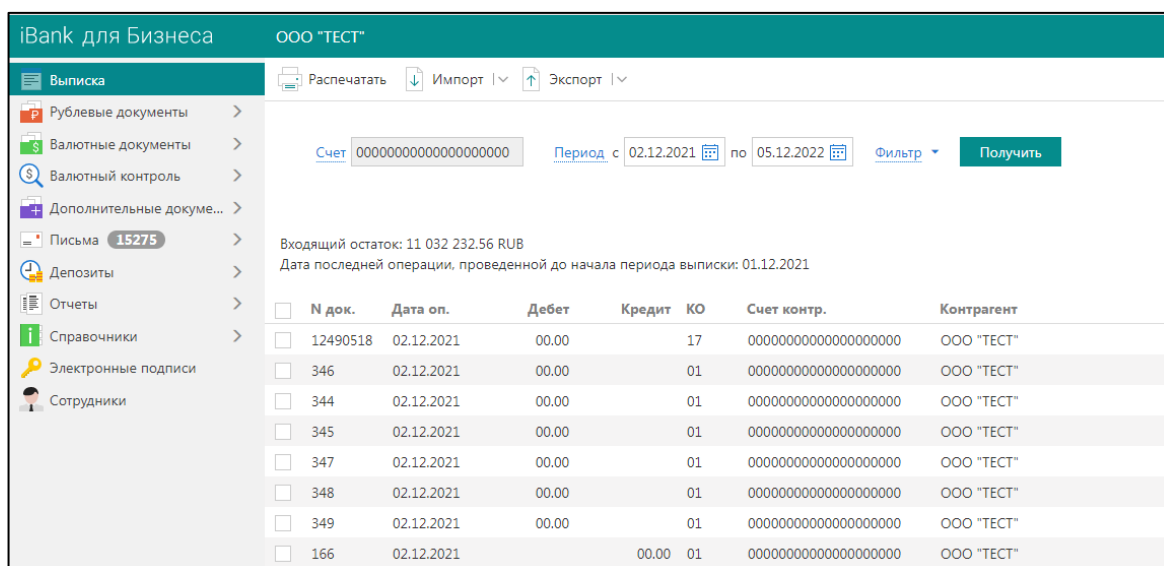 iBank для Бизнеса ООО "ТЕСТ"
Выписка Распечатать Импорт Экспорт
Рублевые документы
Валютные документы Счет 00000000000000000000 Период с 02.12.2021 по 05.12.2022 Фильтр Получить
Валютный контроль
Дополнительные докуме...
Письма 15275 Входящий остаток: 11 032 232.56 RUB
Депозиты Дата последней операции, проведенной до начала периода выписки: 01.12.2021
Отчеты N док. Дата оп. Дебет Кредит КО Счет контр. Контрагент
Справочники 12490518 02.12.2021 00.00 17 00000000000000000000 ООО "ТЕСТ"
Электронные подписи 346 02.12.2021 00.00 01 00000000000000000000 ООО "ТЕСТ"
Сотрудники 344 02.12.2021 00.00 01 00000000000000000000 ООО "ТЕСТ"
345 02.12.2021 00.00 01 00000000000000000000 ООО "ТЕСТ"
347 02.12.2021 00.00 01 00000000000000000000 ООО "ТЕСТ"
348 02.12.2021 00.00 01 00000000000000000000 ООО "ТЕСТ"
349 02.12.2021 00.00 01 00000000000000000000 ООО "ТЕСТ"
166 02.12.2021 00.00 01 00000000000000000000 ООО "ТЕСТ"